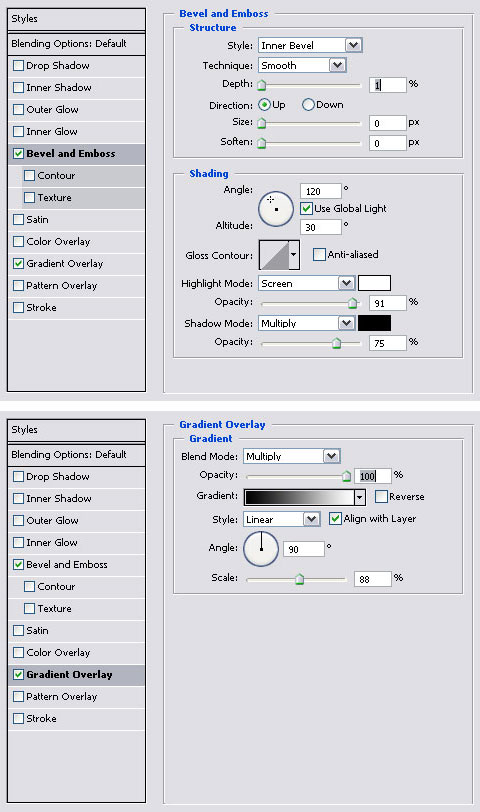 Styles
Blending Options: Default
Drop Shadow
Inner Shadow
Outer Glow
Inner Glow
Bevel and Emboss
Contour
Texture
Satin
Color Overlay
Gradient Overlay
Pattern Overlay
Stroke
Bevel and Emboss
Structure
Style: Inner Bevel
Technique: Smooth
Depth: 1 %
Direction: Up Down
Size: 0 px
Soften: 0 px
Shading
Angle: 120 °
Use Global Light
Altitude: 30 °
Gloss Contour: Anti-aliased
Highlight Mode: Screen
Opacity: 91 %
Shadow Mode: Multiply
Opacity: 75 %
Styles
Blending Options: Default
Drop Shadow
Inner Shadow
Outer Glow
Inner Glow
Bevel and Emboss
Contour
Texture
Satin
Color Overlay
Gradient Overlay
Pattern Overlay
Stroke
Gradient Overlay
Gradient
Blend Mode: Multiply
Opacity: 100 %
Gradient: Reverse
Style: Linear Align with Layer
Angle: 90 °
Scale: 88 %